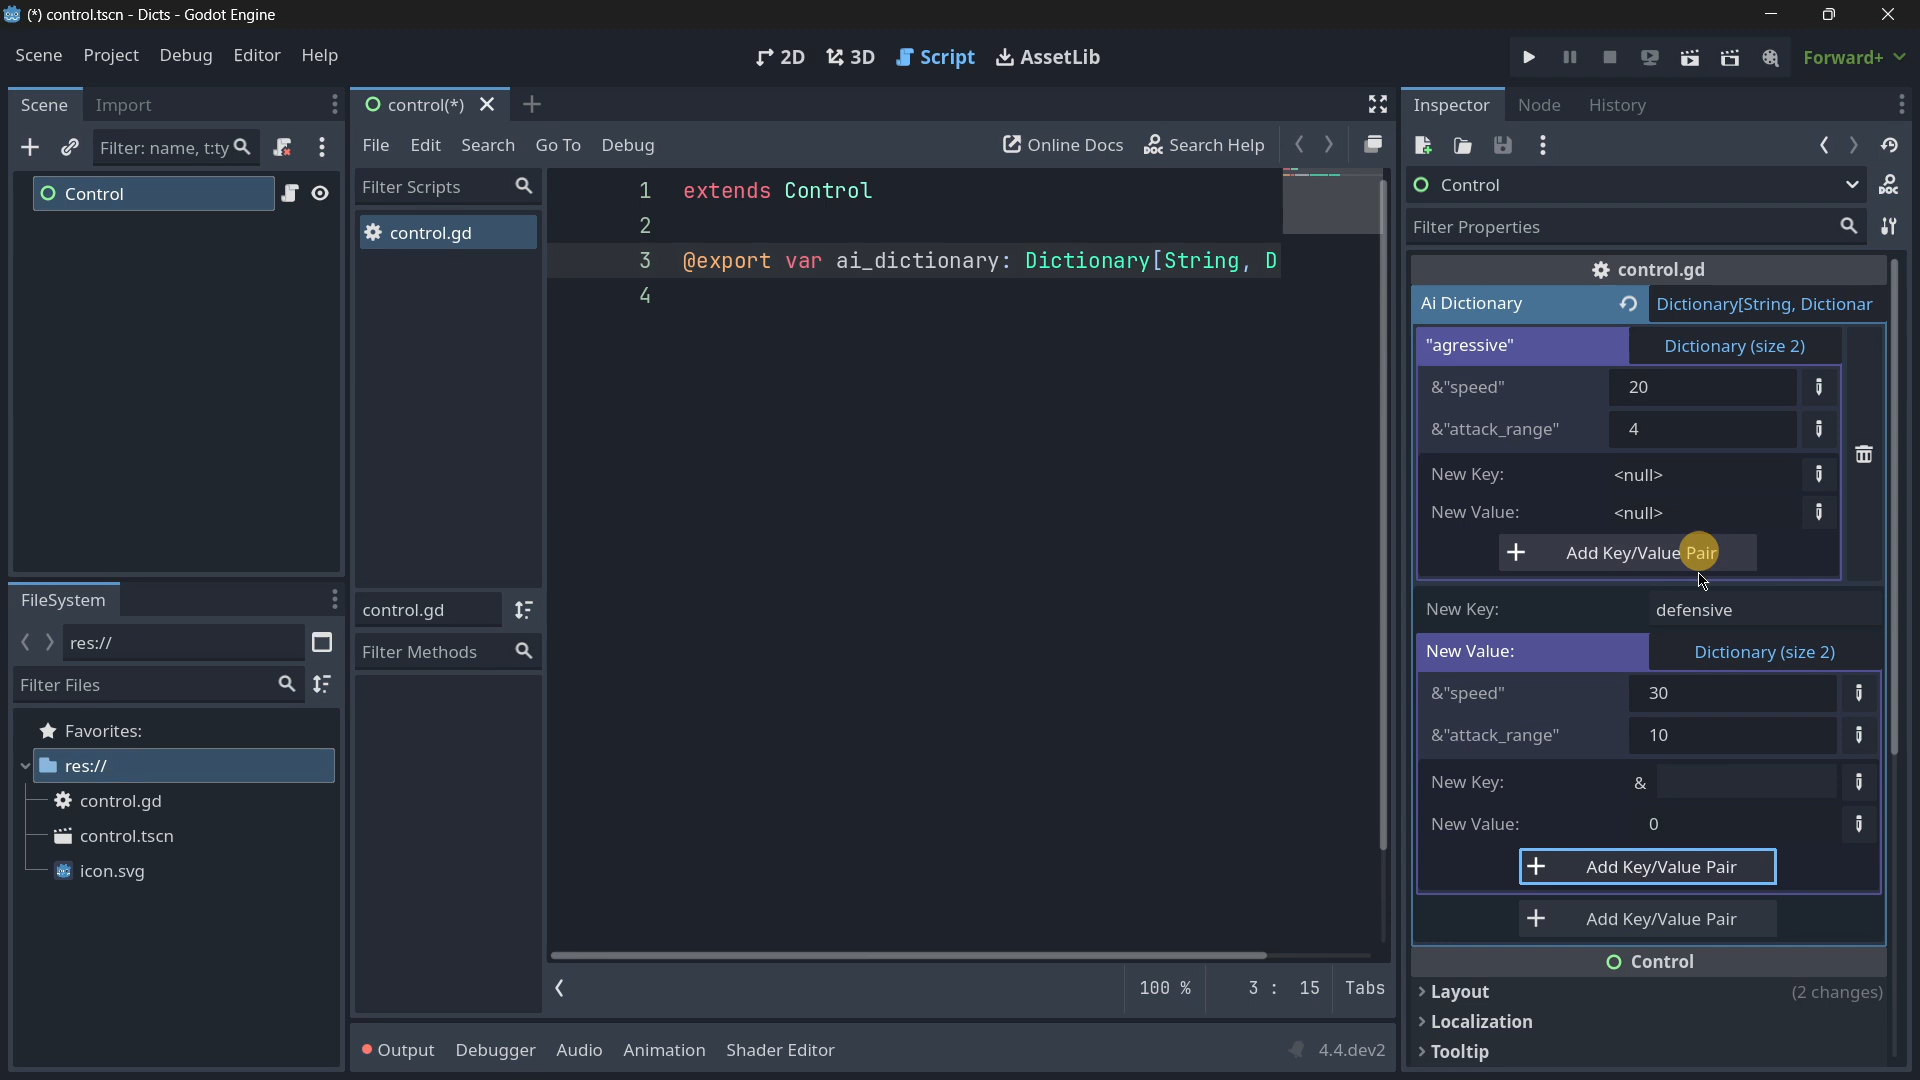 (*) control.tscn - Dicts - Godot Engine
Scene Project Debug Editor Help
2D 3D Script AssetLib
Forward+
Scene Import
Filter: name, t:ty
Control
FileSystem
res://
Filter Files
Favorites:
res://
control.gd
control.tscn
icon.svg
control(*)
File Edit Search Go To Debug
Online Docs Search Help
Filter Scripts
control.gd
control.gd
Filter Methods
1 extends Control
2
3 @export var ai_dictionary: Dictionary[String, D
4
100 % 3 : 15 Tabs
Output Debugger Audio Animation Shader Editor
4.4.dev2
Inspector Node History
Control
Filter Properties
control.gd
Ai Dictionary Dictionary[String, Dictionar
"agressive" Dictionary (size 2)
&"speed" 20
&"attack_range" 4
New Key: <null>
New Value: <null>
Add Key/Value Pair
New Key: defensive
New Value: Dictionary (size 2)
&"speed" 30
&"attack_range" 10
New Key: &
New Value: 0
Add Key/Value Pair
Add Key/Value Pair
Control
Layout (2 changes)
Localization
Tooltip